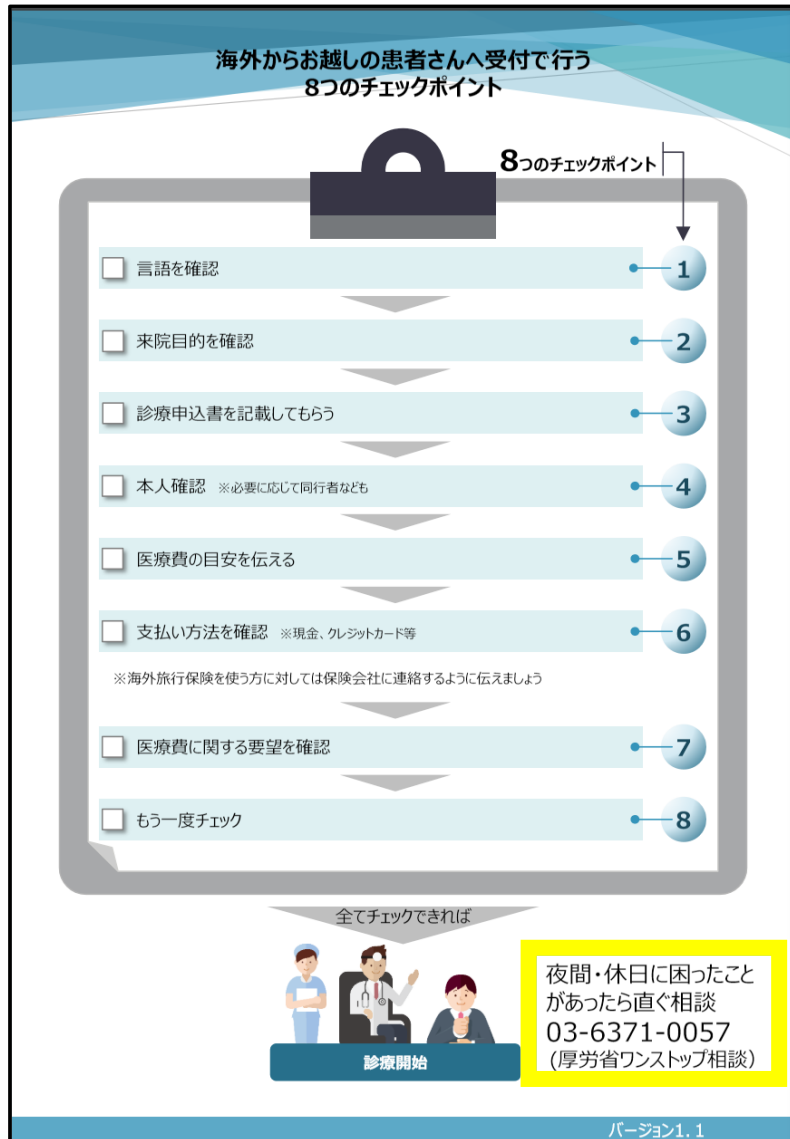 海外からお越しの患者さんへ受付で行う
8つのチェックポイント
8つのチェックポイント
言語を確認
1
来院目的を確認
2
診療申込書を記載してもらう
3
本人確認 ※必要に応じて同行者なども
4
医療費の目安を伝える
5
支払い方法を確認 ※現金、クレジットカード等
6
※海外旅行保険を使う方に対しては保険会社に連絡するように伝えましょう
医療費に関する要望を確認
7
もう一度チェック
8
全てチェックできれば
診療開始
夜間・休日に困ったこと
があったら直ぐ相談
03-6371-0057
(厚労省ワンストップ相談)
バージョン1.1